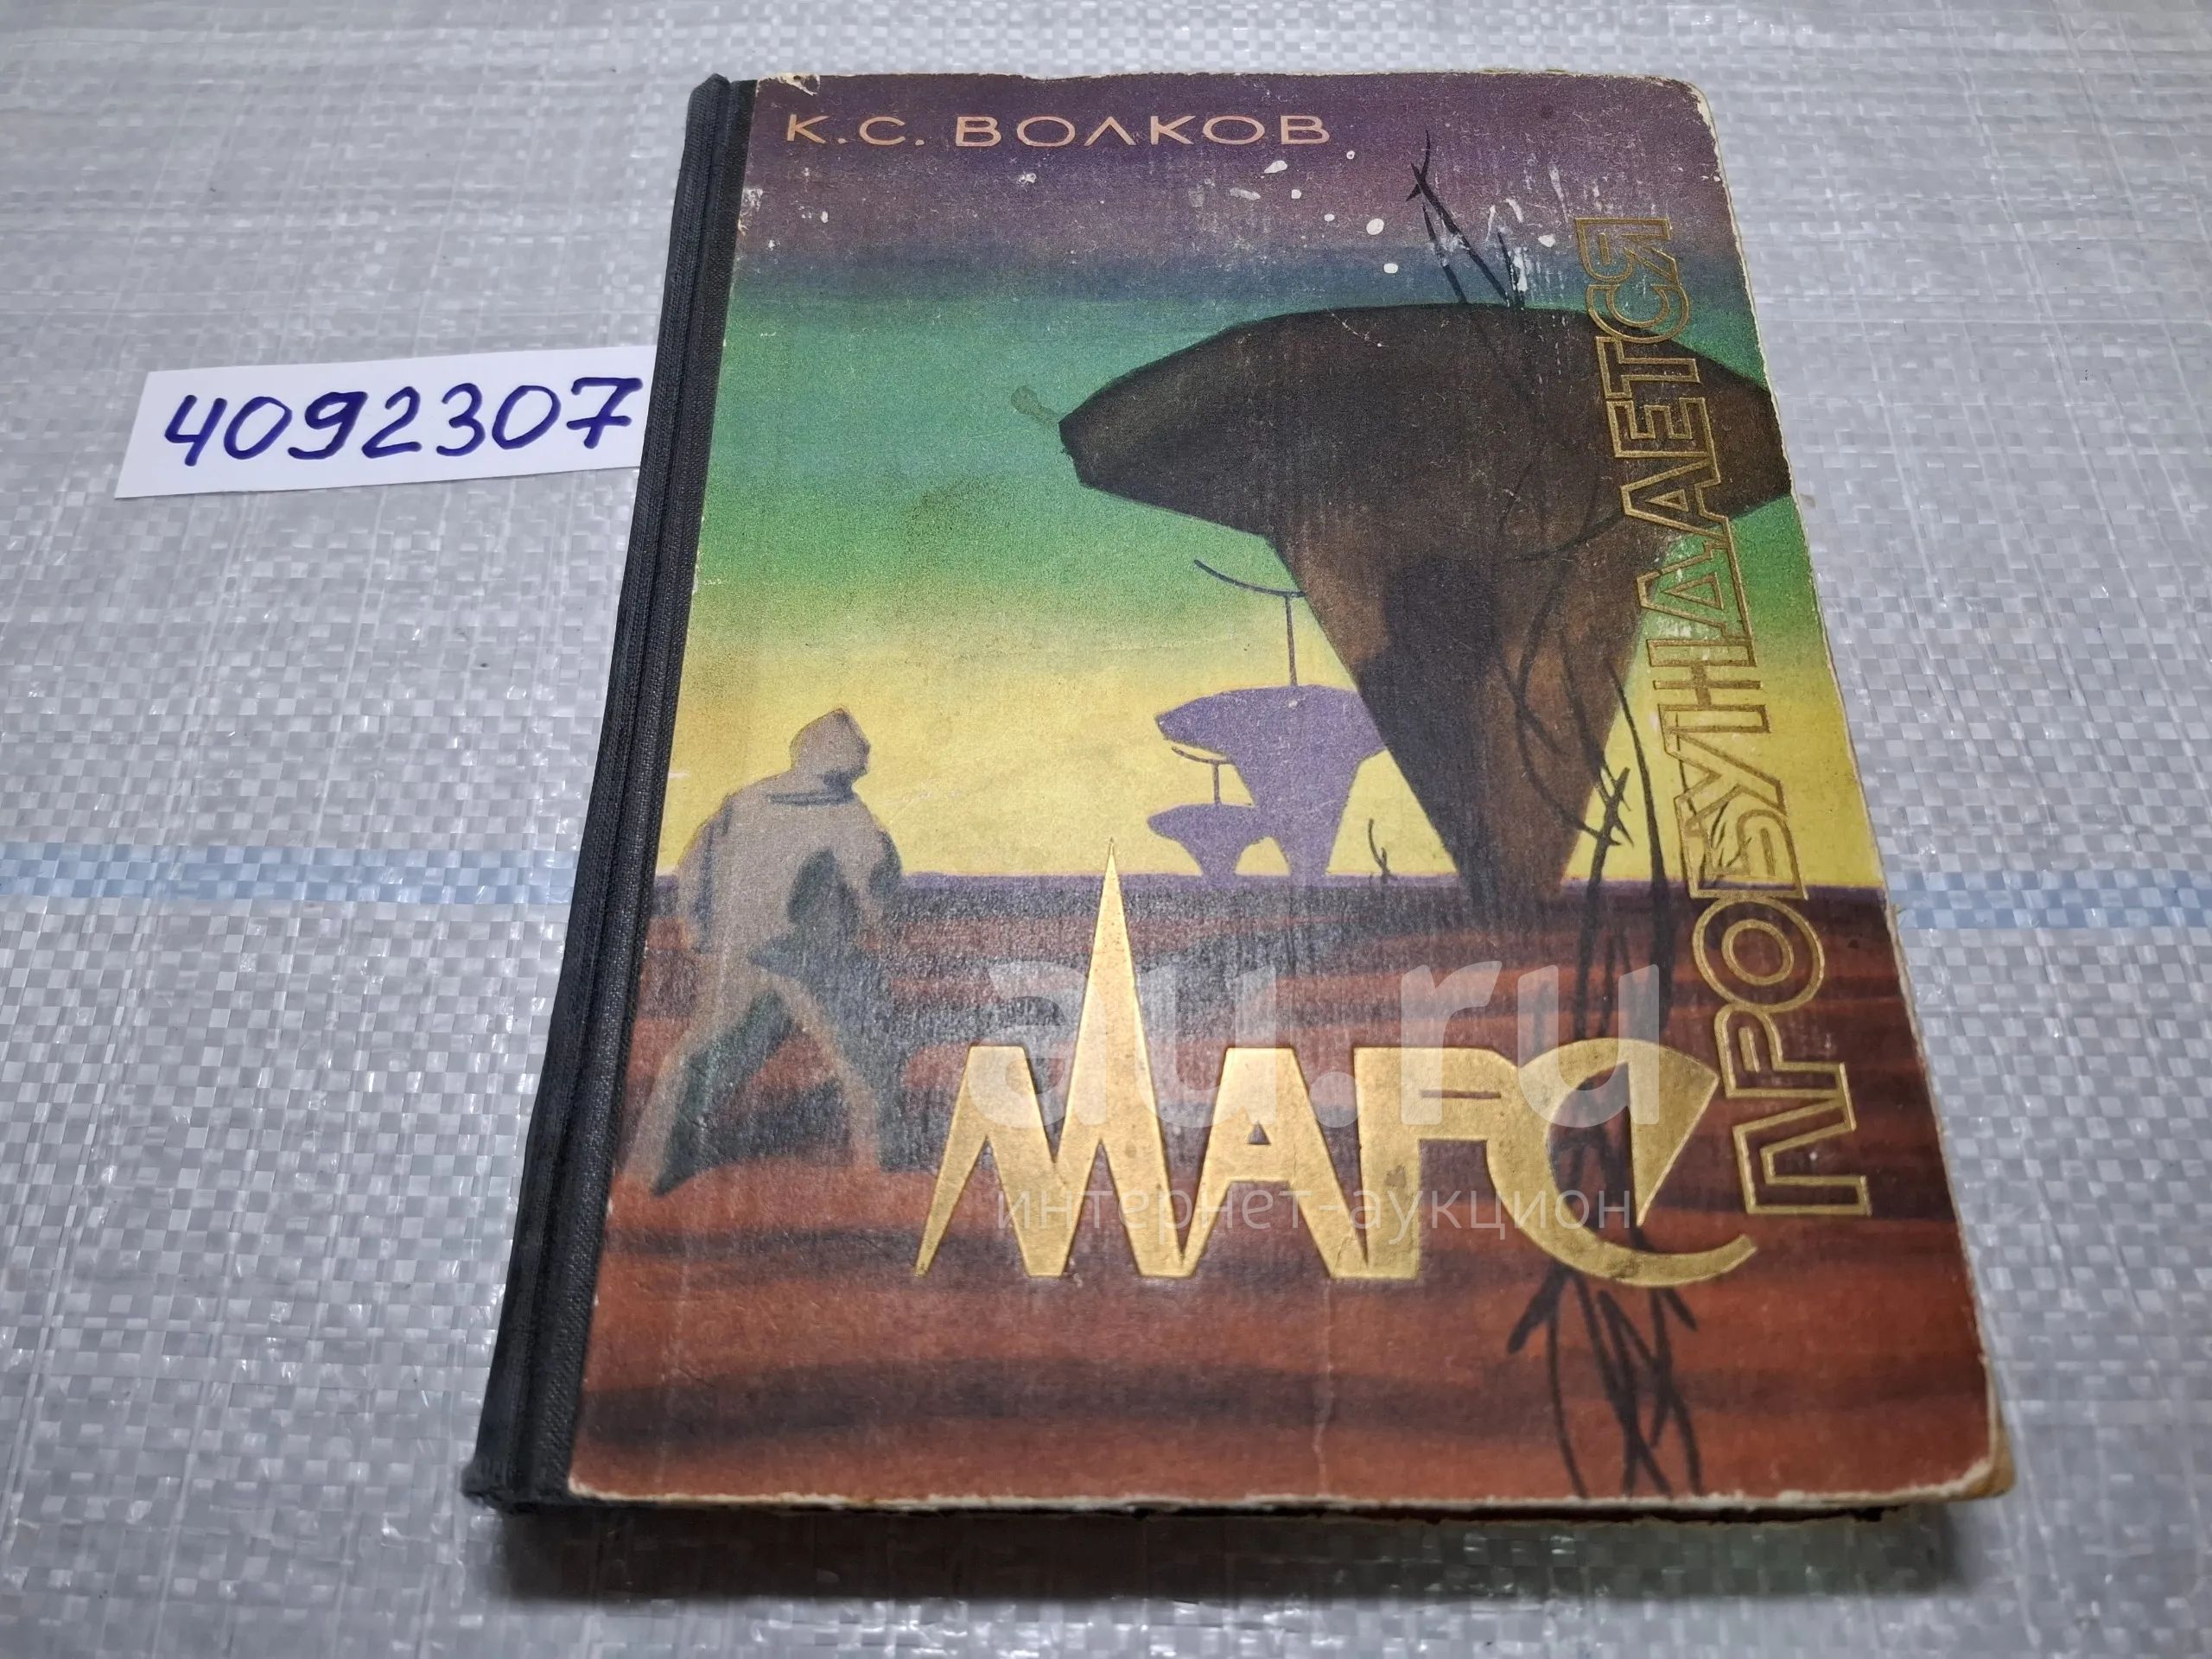 К.С. ВОЛКОВ
4092307
МАРС
ПРОБУЖДАЕТСЯ
au.ru
интернет-аукцион